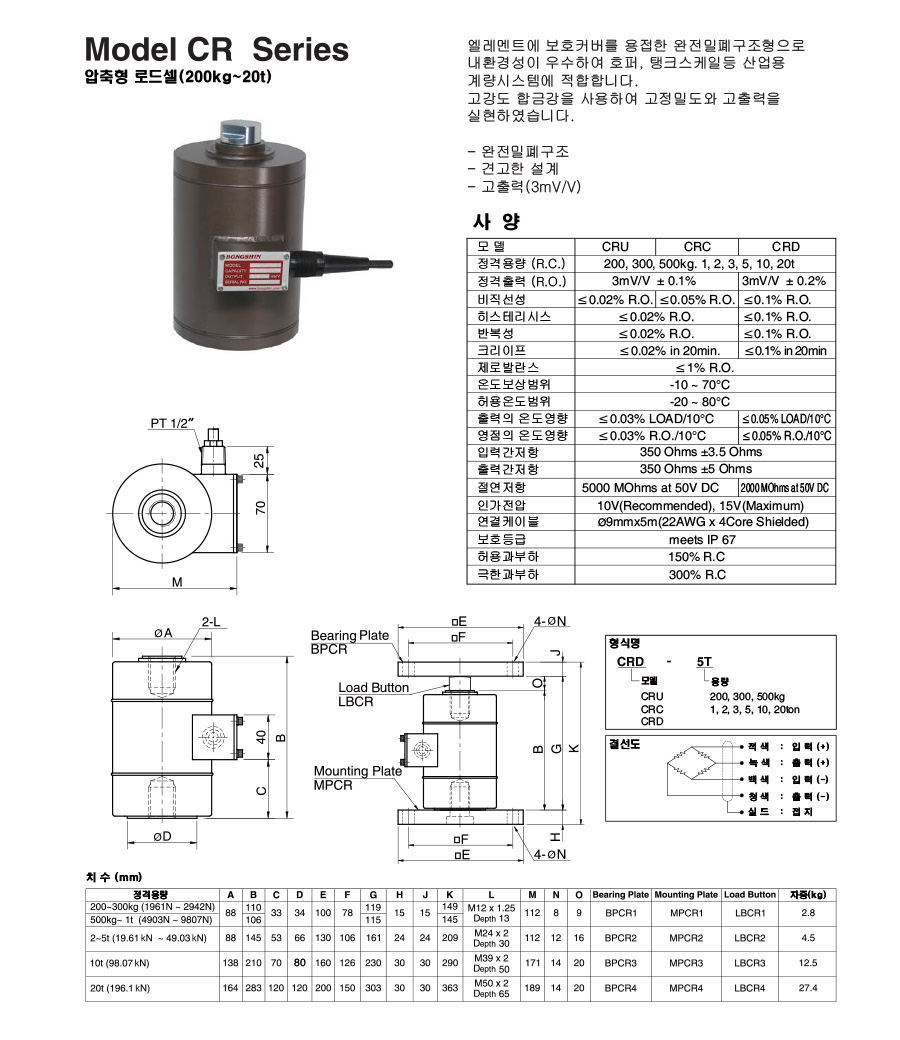 Model CR Series
압축형 로드셀(200kg~20t)
엘레멘트에 보호커버를 용접한 완전밀폐구조형으로
내환경성이 우수하여 호퍼, 탱크스케일등 산업용
계량시스템에 적합합니다.
고강도 합금강을 사용하여 고정밀도와 고출력을
실현하였습니다.
- 완전밀폐구조
- 견고한 설계
- 고출력(3mV/V)
BONGSHIN
MODEL
CAPACITY
OUTPUT
SERIAL NO.
www.bongshin.com
사 양
모 델 CRU CRC CRD
정격용량 (R.C.) 200, 300, 500kg. 1, 2, 3, 5, 10, 20t
정격출력 (R.O.) 3mV/V ± 0.1% 3mV/V ± 0.2%
비직선성 ≤0.02% R.O. ≤0.05% R.O. ≤0.1% R.O.
히스테리시스 ≤0.02% R.O. ≤0.1% R.O.
반복성 ≤0.02% R.O. ≤0.1% R.O.
크리이프 ≤0.02% in 20min. ≤0.1% in 20min
제로발란스 ≤1% R.O.
온도보상범위 -10 ~ 70°C
허용온도범위 -20 ~ 80°C
출력의 온도영향 ≤0.03% LOAD/10°C ≤0.05% LOAD/10°C
영점의 온도영향 ≤0.03% R.O./10°C ≤0.05% R.O./10°C
입력간저항 350 Ohms ±3.5 Ohms
출력간저항 350 Ohms ±5 Ohms
절연저항 5000 MOhms at 50V DC 2000 MOhms at 50V DC
인가전압 10V(Recommended), 15V(Maximum)
연결케이블 Ø9mmx5m(22AWG x 4Core Shielded)
보호등급 meets IP 67
허용과부하 150% R.C
극한과부하 300% R.C
PT 1/2″
25
70
M
ØA
2-L
40
B
C
ØD
□E
□F
4-ØN
Bearing Plate
BPCR
J
O
Load Button
LBCR
B
G
K
Mounting Plate
MPCR
H
□F
□E
4-ØN
형식명
CRD - 5T
모델 용량
CRU 200, 300, 500kg
CRC 1, 2, 3, 5, 10, 20ton
CRD
결선도
적색 : 입력(+)
녹색 : 출력(+)
백색 : 입력(-)
청색 : 출력(-)
실드 : 접지
치 수 (mm)
정격용량 A B C D E F G H J K L M N O Bearing Plate Mounting Plate Load Button 자중(kg)
200~300kg (1961N ~ 2942N) 88 110 33 34 100 78 119 15 15 149 M12 x 1.25 Depth 13 112 8 9 BPCR1 MPCR1 LBCR1 2.8
500kg~ 1t (4903N ~ 9807N) 106 115 145
2~5t (19.61 kN ~ 49.03 kN) 88 145 53 66 130 106 161 24 24 209 M24 x 2 Depth 30 112 12 16 BPCR2 MPCR2 LBCR2 4.5
10t (98.07 kN) 138 210 70 80 160 126 230 30 30 290 M39 x 2 Depth 50 171 14 20 BPCR3 MPCR3 LBCR3 12.5
20t (196.1 kN) 164 283 120 120 200 150 303 30 30 363 M50 x 2 Depth 65 189 14 20 BPCR4 MPCR4 LBCR4 27.4